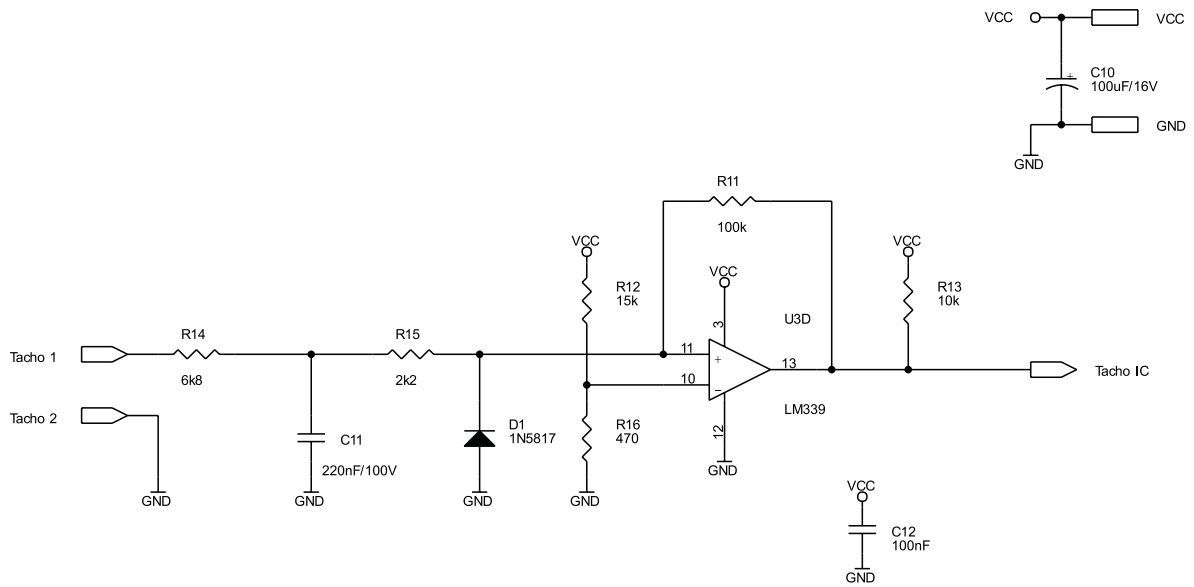 VCC
VCC
C10
+
100uF/16V
GND
GND
R11
100k
VCC
VCC
VCC
R12
15k
R13
10k
3
U3D
R14
R15
Tacho 1
11
+
13
6k8
2k2
10
−
Tacho IC
Tacho 2
LM339
D1
1N5817
R16
470
12
C11
220nF/100V
GND
GND
GND
GND
GND
GND
VCC
C12
100nF
GND